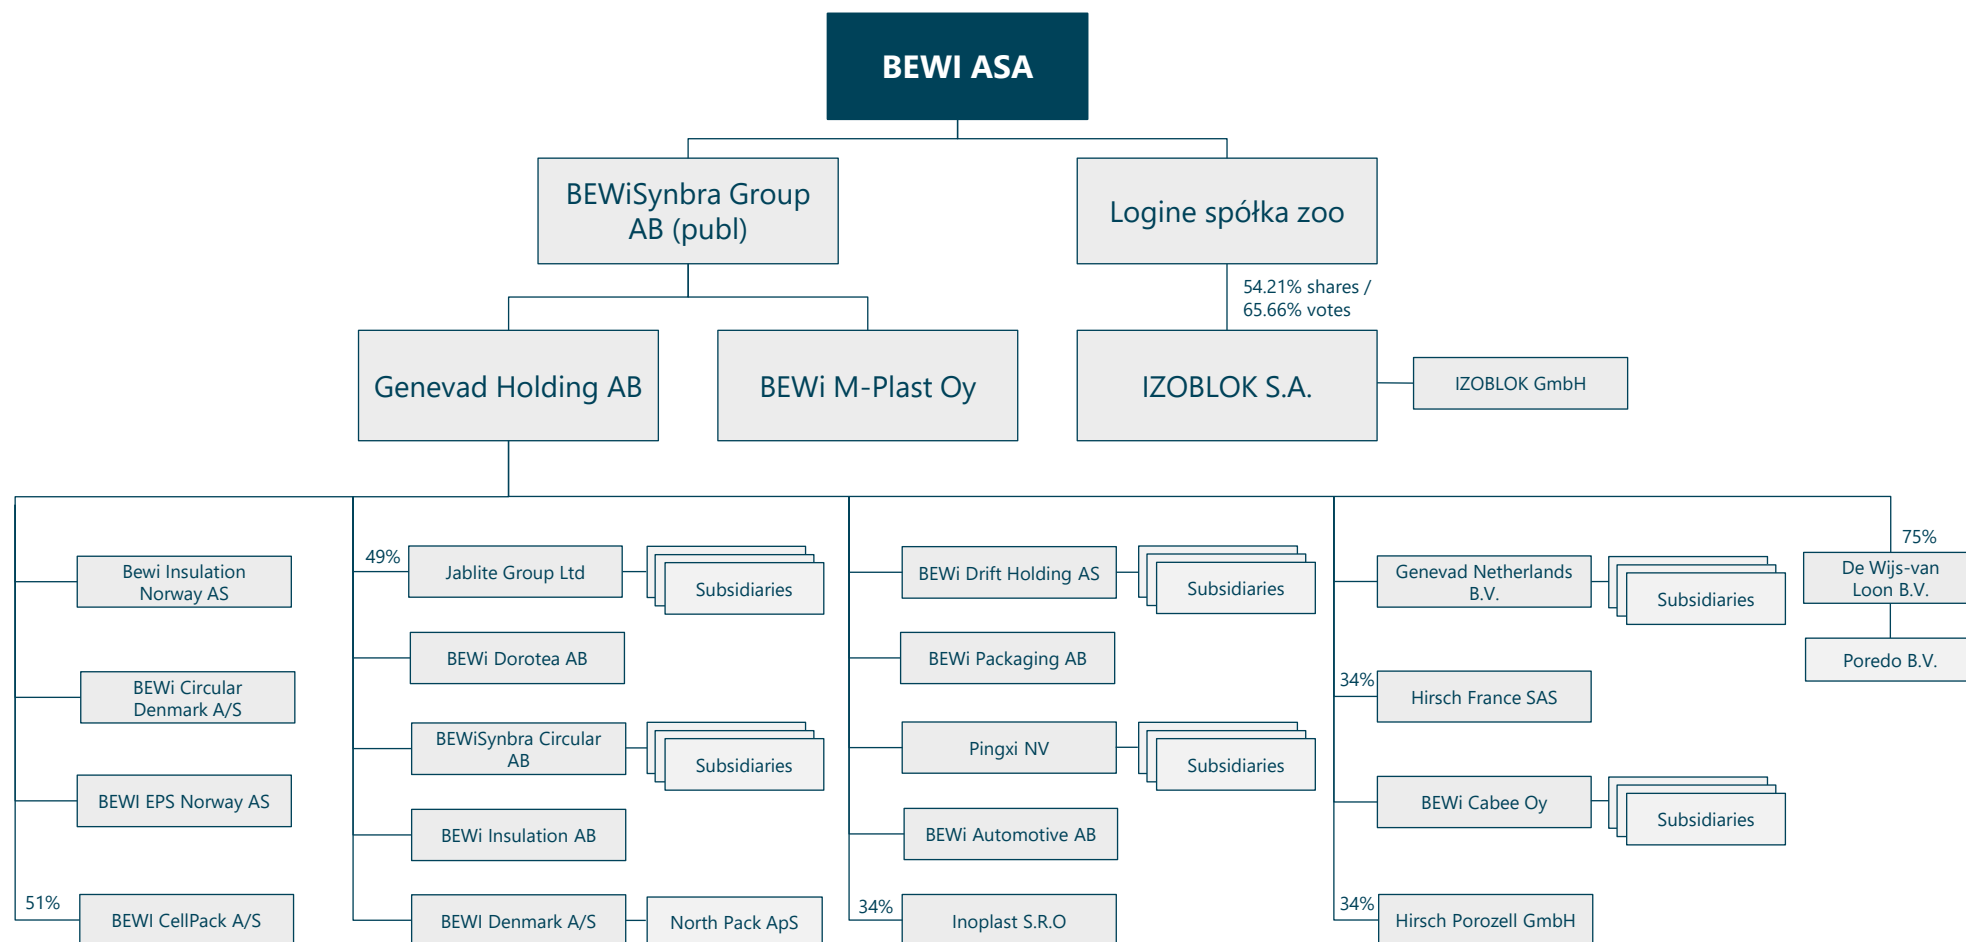 BEWI ASA
BEWiSynbra Group
AB (publ)
Logine spółka zoo
54.21% shares /
65.66% votes
Genevad Holding AB
BEWi M-Plast Oy
IZOBLOK S.A.
IZOBLOK GmbH
Bewi Insulation
Norway AS
BEWi Circular
Denmark A/S
BEWI EPS Norway AS
51%
BEWI CellPack A/S
49%
Jablite Group Ltd
Subsidiaries
BEWi Dorotea AB
BEWiSynbra Circular
AB
Subsidiaries
BEWi Insulation AB
BEWI Denmark A/S
North Pack ApS
BEWi Drift Holding AS
Subsidiaries
BEWi Packaging AB
Pingxi NV
Subsidiaries
BEWi Automotive AB
34%
Inoplast S.R.O
Genevad Netherlands
B.V.
Subsidiaries
34%
Hirsch France SAS
BEWi Cabee Oy
Subsidiaries
34%
Hirsch Porozell GmbH
75%
De Wijs-van
Loon B.V.
Poredo B.V.